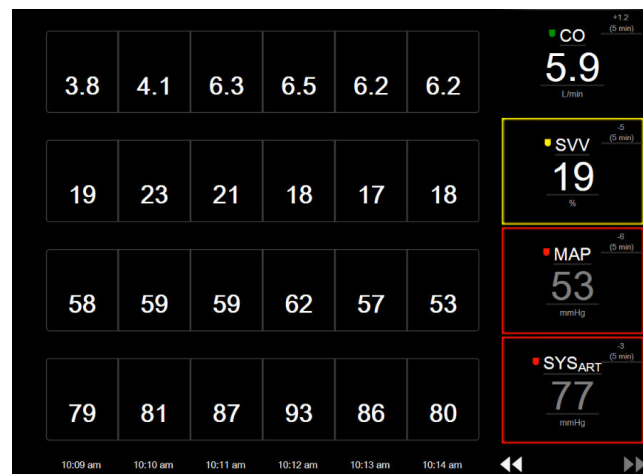 +1.2
(5 min)
CO
3.8 4.1 6.3 6.5 6.2 6.2 5.9
L/min
-5
(5 min)
SVV
19 23 21 18 17 18 19
%
-6
(5 min)
MAP
58 59 59 62 57 53 53
mmHg
-3
(5 min)
SYSART
79 81 87 93 86 80 77
mmHg
10:09 am 10:10 am 10:11 am 10:12 am 10:13 am 10:14 am